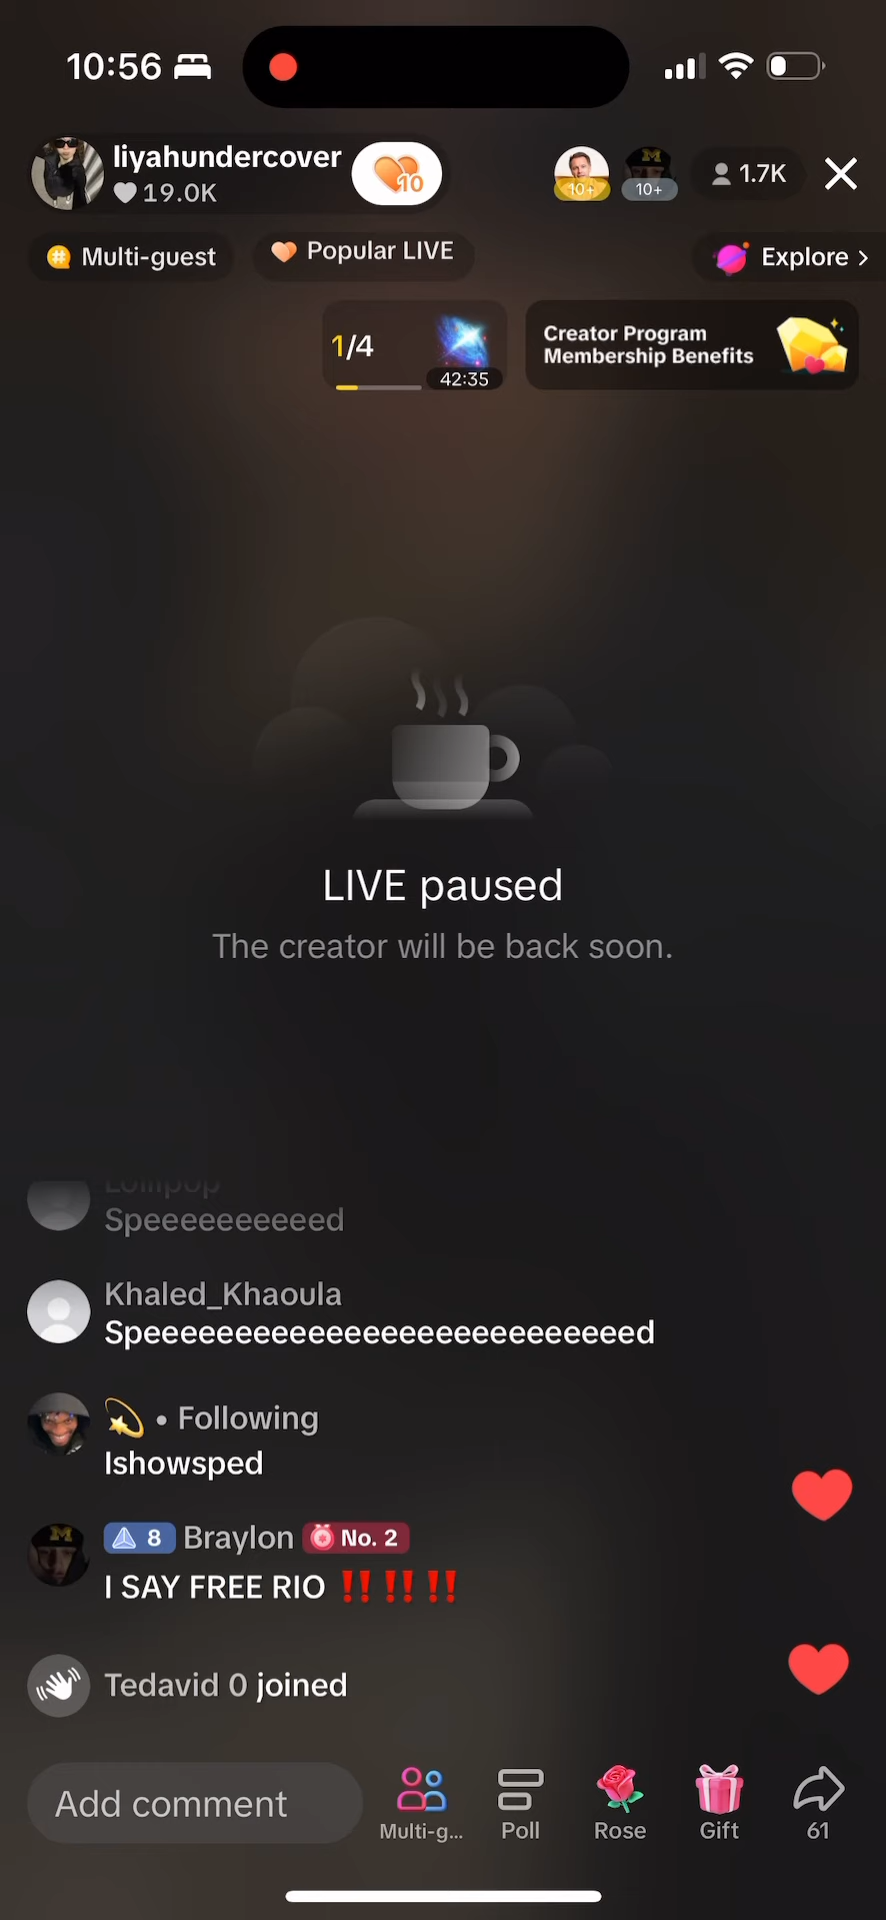 10:56
liyahundercover
19.0K
10
10+
10+
1.7K
Multi-guest
Popular LIVE
Explore >
1/4
42:35
Creator Program
Membership Benefits
LIVE paused
The creator will be back soon.
Lollipop
Speeeeeeeeeed
Khaled_Khaoula
Speeeeeeeeeeeeeeeeeeeeeeeeeeed
💫 • Following
Ishowsped
8 Braylon No. 2
I SAY FREE RIO ‼️‼️‼️
Tedavid 0 joined
Add comment
Multi-g...
Poll
Rose
Gift
61